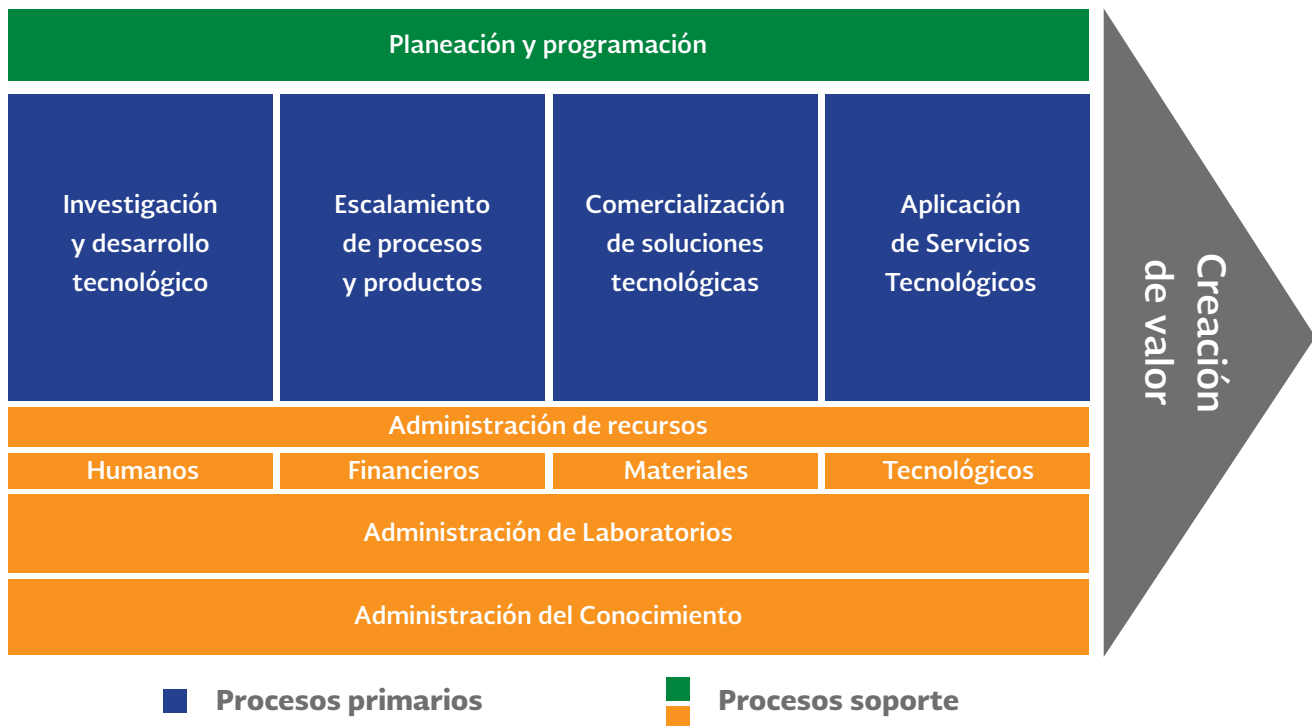 Planeación y programación
Investigación
y desarrollo
tecnológico
Escalamiento
de procesos
y productos
Comercialización
de soluciones
tecnológicas
Aplicación
de Servicios
Tecnológicos
Creación
de valor
Administración de recursos
Humanos
Financieros
Materiales
Tecnológicos
Administración de Laboratorios
Administración del Conocimiento
Procesos primarios
Procesos soporte